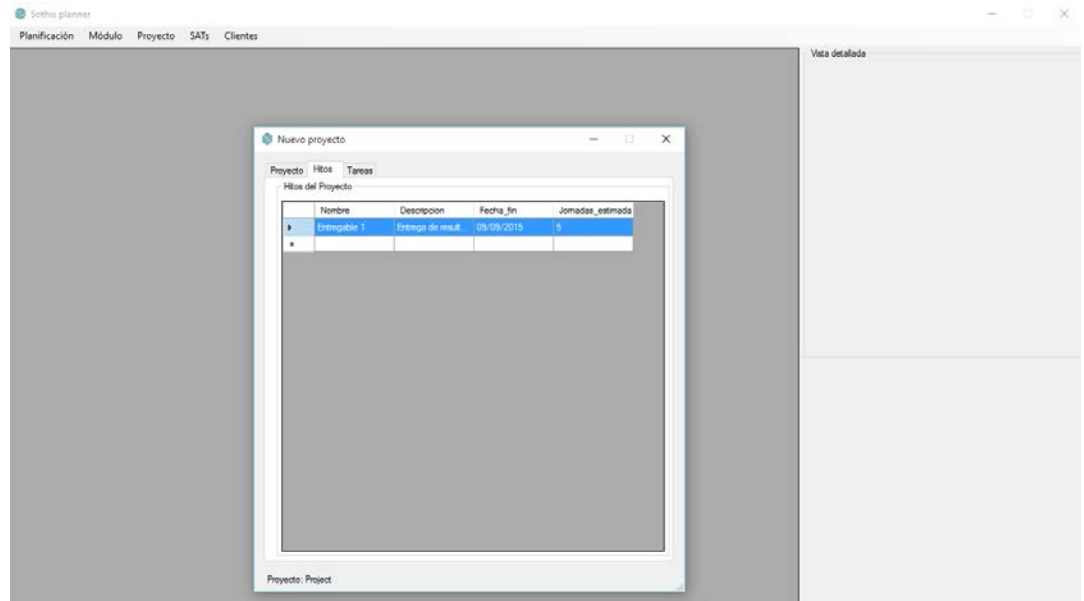 Sothis planner
Planificación Módulo Proyecto SATs Clientes
Vista detallada
Nuevo proyecto
Proyecto Hitos Tareas
Hitos del Proyecto
Nombre Descripcion Fecha_fin Jornadas_estimada
Entregable 1 Entrega de result... 09/09/2015 5
Proyecto: Project